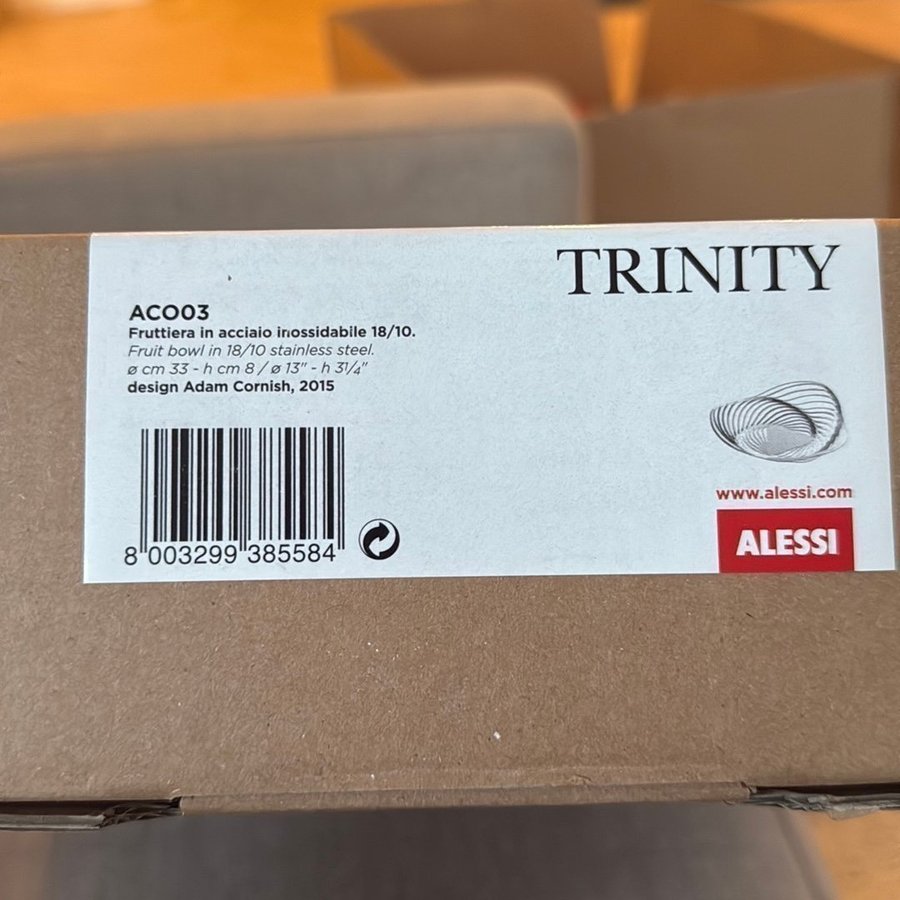 TRINITY
ACO03
Fruttiera in acciaio inossidabile 18/10.
Fruit bowl in 18/10 stainless steel.
ø cm 33 - h cm 8 / ø 13" - h 3¼"
design Adam Cornish, 2015
8 003299 385584
www.alessi.com
ALESSI